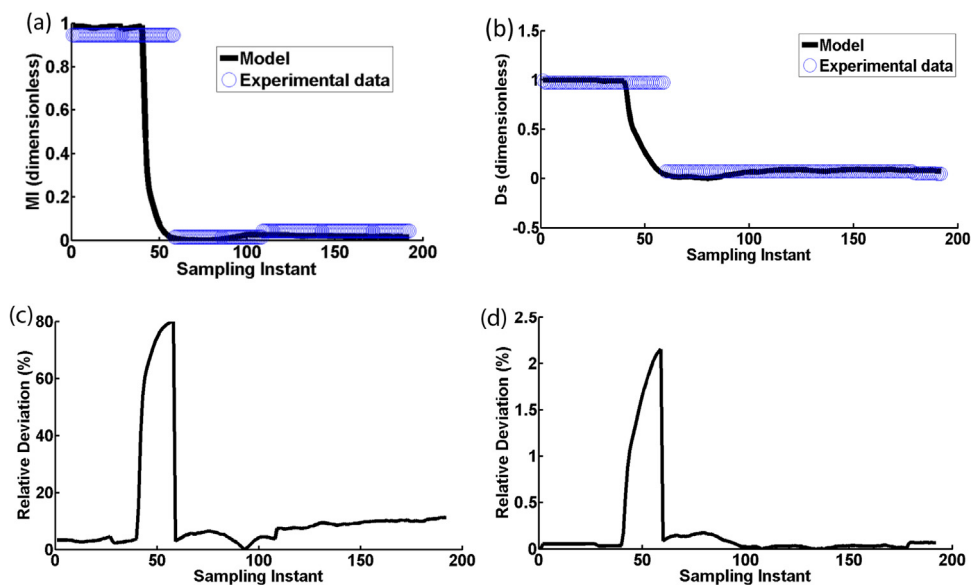 (a)
1
0.8
0.6
0.4
0.2
0
MI (dimensionless)
Model
Experimental data
0 50 100 150 200
Sampling Instant
(b)
1.5
1
0.5
0
-0.5
Ds (dimensionless)
Model
Experimental data
0 50 100 150 200
Sampling Instant
(c)
80
60
40
20
0
Relative Deviation (%)
0 50 100 150 200
Sampling Instant
(d)
2.5
2
1.5
1
0.5
0
Relative Deviation (%)
0 50 100 150 200
Sampling Instant